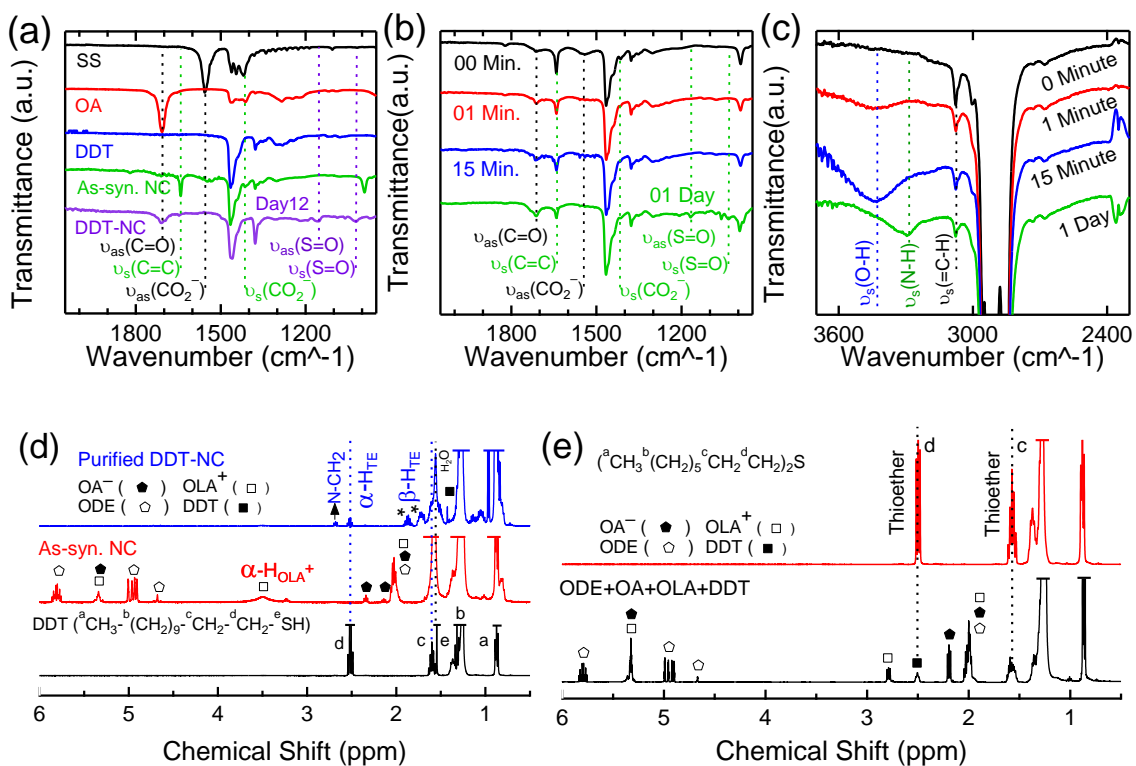 (a)
SS
OA
DDT
As-syn. NC
Day12
DDT-NC
υas(C=O)
υas(S=O)
υs(C=C)
υs(S=O)
υas(CO2−)
υs(CO2−)
1800 1500 1200
Wavenumber (cm^-1)
Transmittance (a.u.)
(b)
00 Min.
01 Min.
15 Min.
01 Day
υas(C=O)
υas(S=O)
υs(C=C)
υs(S=O)
υas(CO2−)
υs(CO2−)
1800 1500 1200
Wavenumber (cm^-1)
Transmittance(a.u.)
(c)
0 Minute
1 Minute
15 Minute
1 Day
υs(O-H)
υs(N-H)
υs(=C-H)
3600 3000 2400
Wavenumber (cm^-1)
Transmittance (a.u.)
(d)
Purified DDT-NC
OA− ( ⬟ ) OLA+ ( □ )
ODE ( ⬠ ) DDT( ■ )
N-CH2
α-HTE
* β-HTE *
H2O
As-syn. NC
α-HOLA+
DDT (aCH3-b(CH2)9-cCH2-dCH2-eSH)
d c e b a
6 5 4 3 2 1
Chemical Shift (ppm)
(e)
(aCH3b(CH2)5cCH2dCH2)2S
Thioether d
Thioether c
OA− ( ⬟ ) OLA+ ( □ )
ODE ( ⬠ ) DDT ( ■ )
ODE+OA+OLA+DDT
6 5 4 3 2 1
Chemical Shift (ppm)